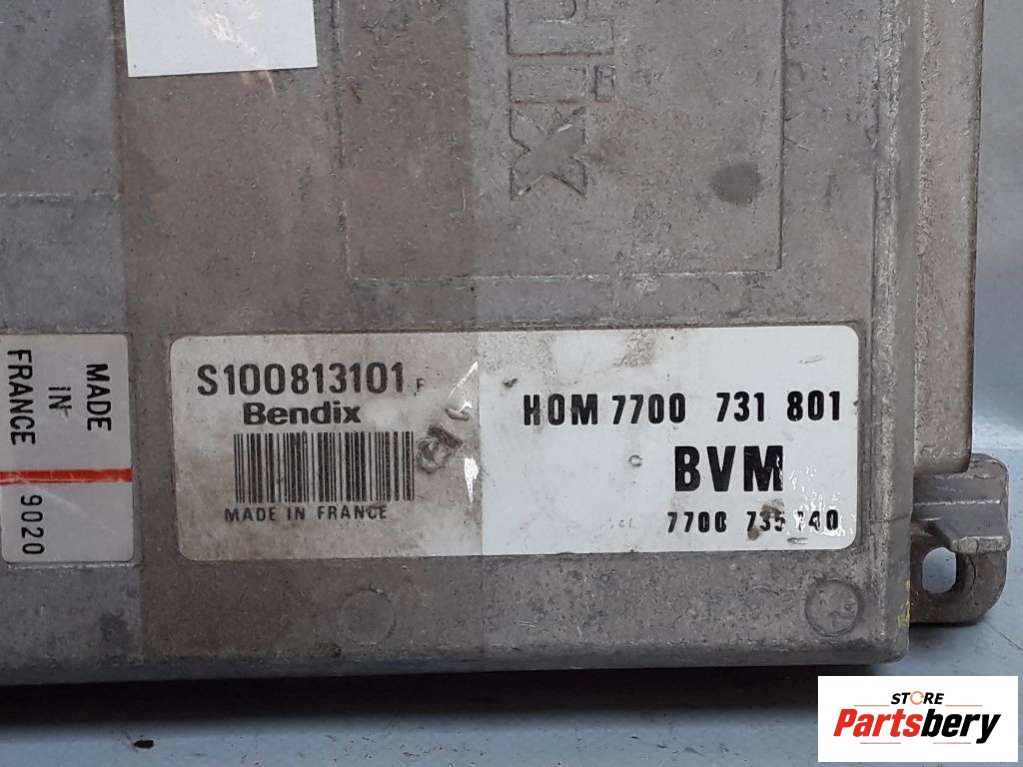 S100813101 F
Bendix
MADE IN FRANCE
HOM 7700 731 801
BVM
MADE
IN
FRANCE
9020
STORE
Partsbery